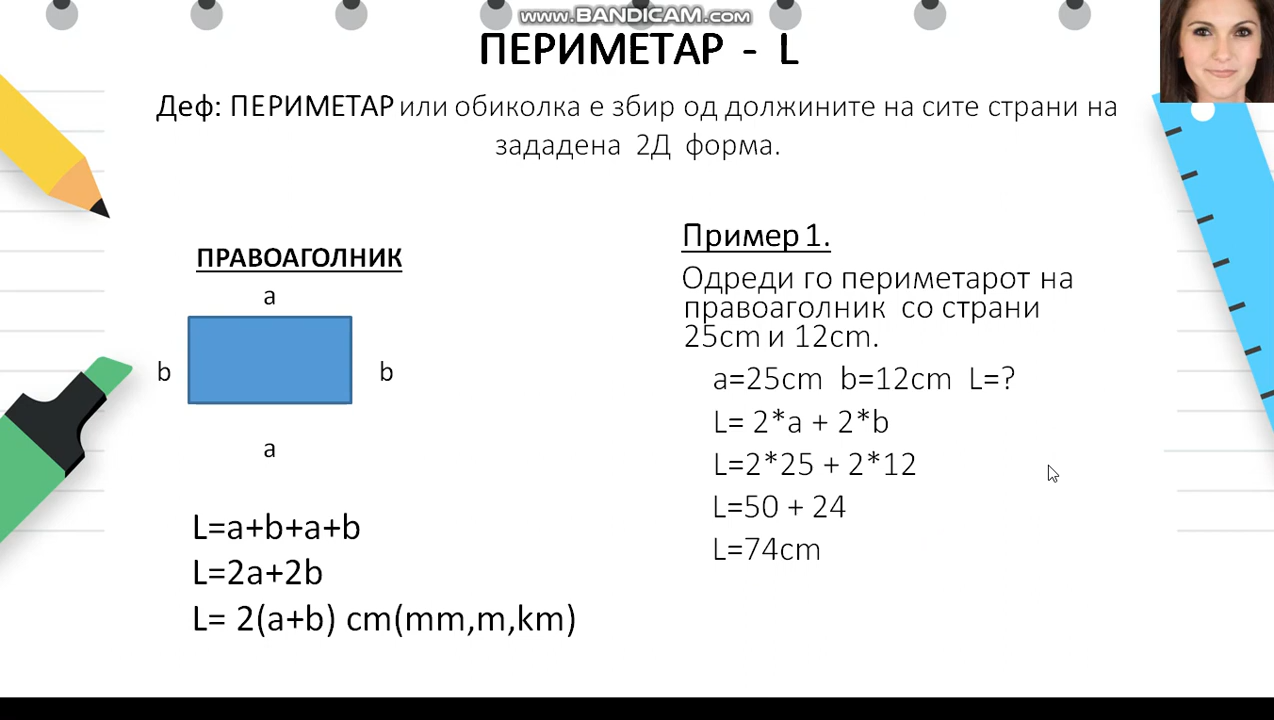 www.BANDICAM.com
ПЕРИМЕТАР - L
Деф: ПЕРИМЕТАР или обиколка е збир од должините на сите страни на
зададена 2Д форма.
ПРАВОАГОЛНИК
a
b
b
a
L=a+b+a+b
L=2a+2b
L= 2(a+b) cm(mm,m,km)
Пример 1.
Одреди го периметарот на
правоаголник со страни
25cm и 12cm.
a=25cm b=12cm L=?
L= 2*a + 2*b
L=2*25 + 2*12
L=50 + 24
L=74cm